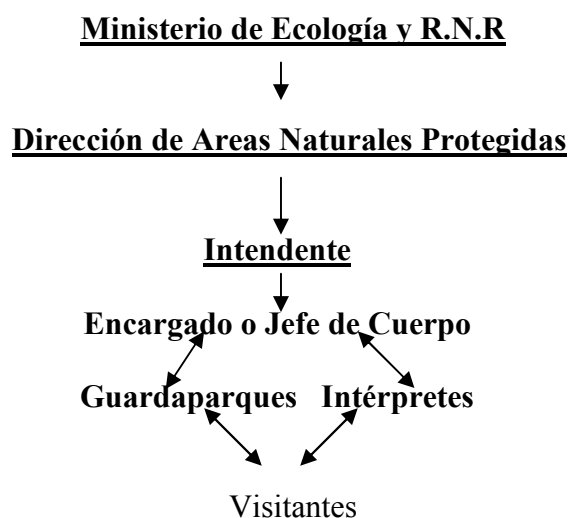 Ministerio de Ecología y R.N.R
Dirección de Areas Naturales Protegidas
Intendente
Encargado o Jefe de Cuerpo
Guardaparques Intérpretes
Visitantes